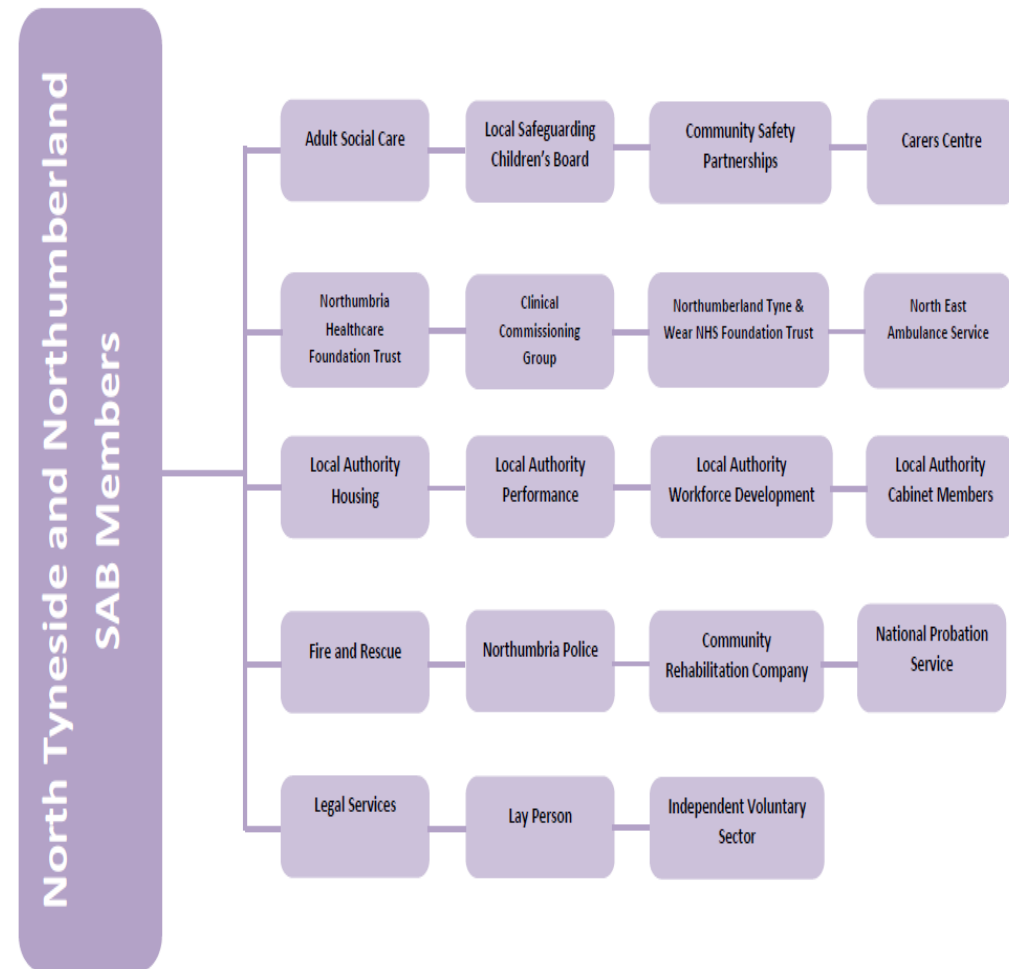 North Tyneside and Northumberland
SAB Members
Adult Social Care
Local Safeguarding
Children's Board
Community Safety
Partnerships
Carers Centre
Northumbria
Healthcare
Foundation Trust
Clinical
Commissioning
Group
Northumberland Tyne &
Wear NHS Foundation Trust
North East
Ambulance Service
Local Authority
Housing
Local Authority
Performance
Local Authority
Workforce Development
Local Authority
Cabinet Members
Fire and Rescue
Northumbria Police
Community
Rehabilitation Company
National Probation
Service
Legal Services
Lay Person
Independent Voluntary
Sector